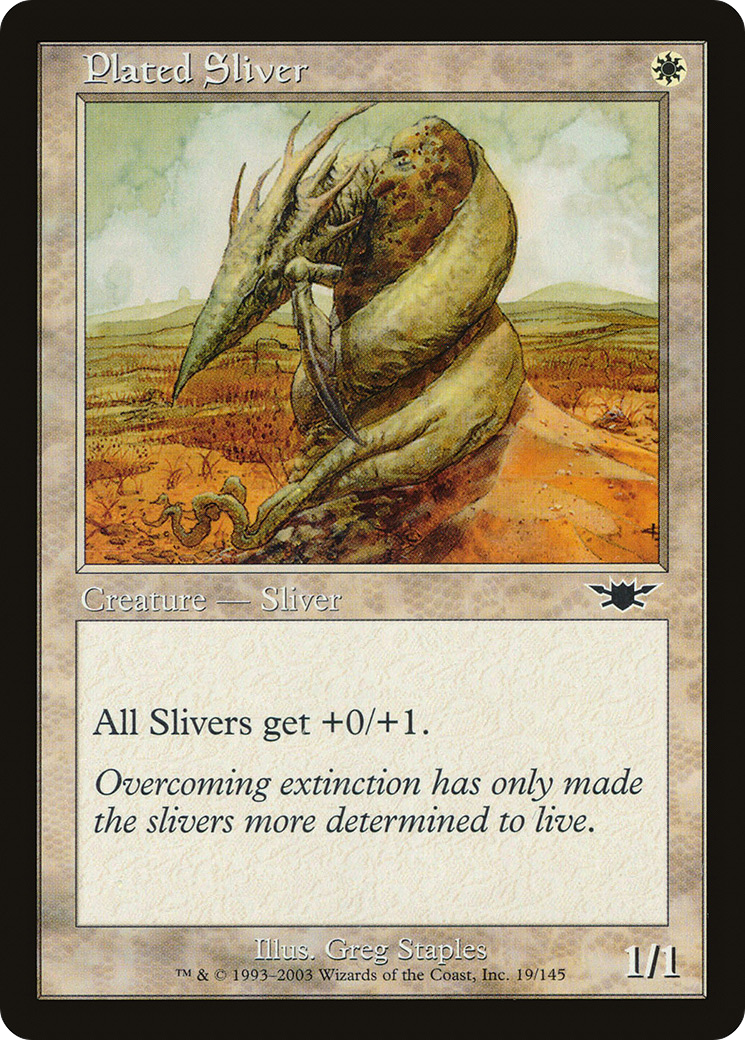 Plated Sliver
Creature — Sliver
All Slivers get +0/+1.
Overcoming extinction has only made
the slivers more determined to live.
Illus. Greg Staples
™ & © 1993–2003 Wizards of the Coast, Inc. 19/145
1/1